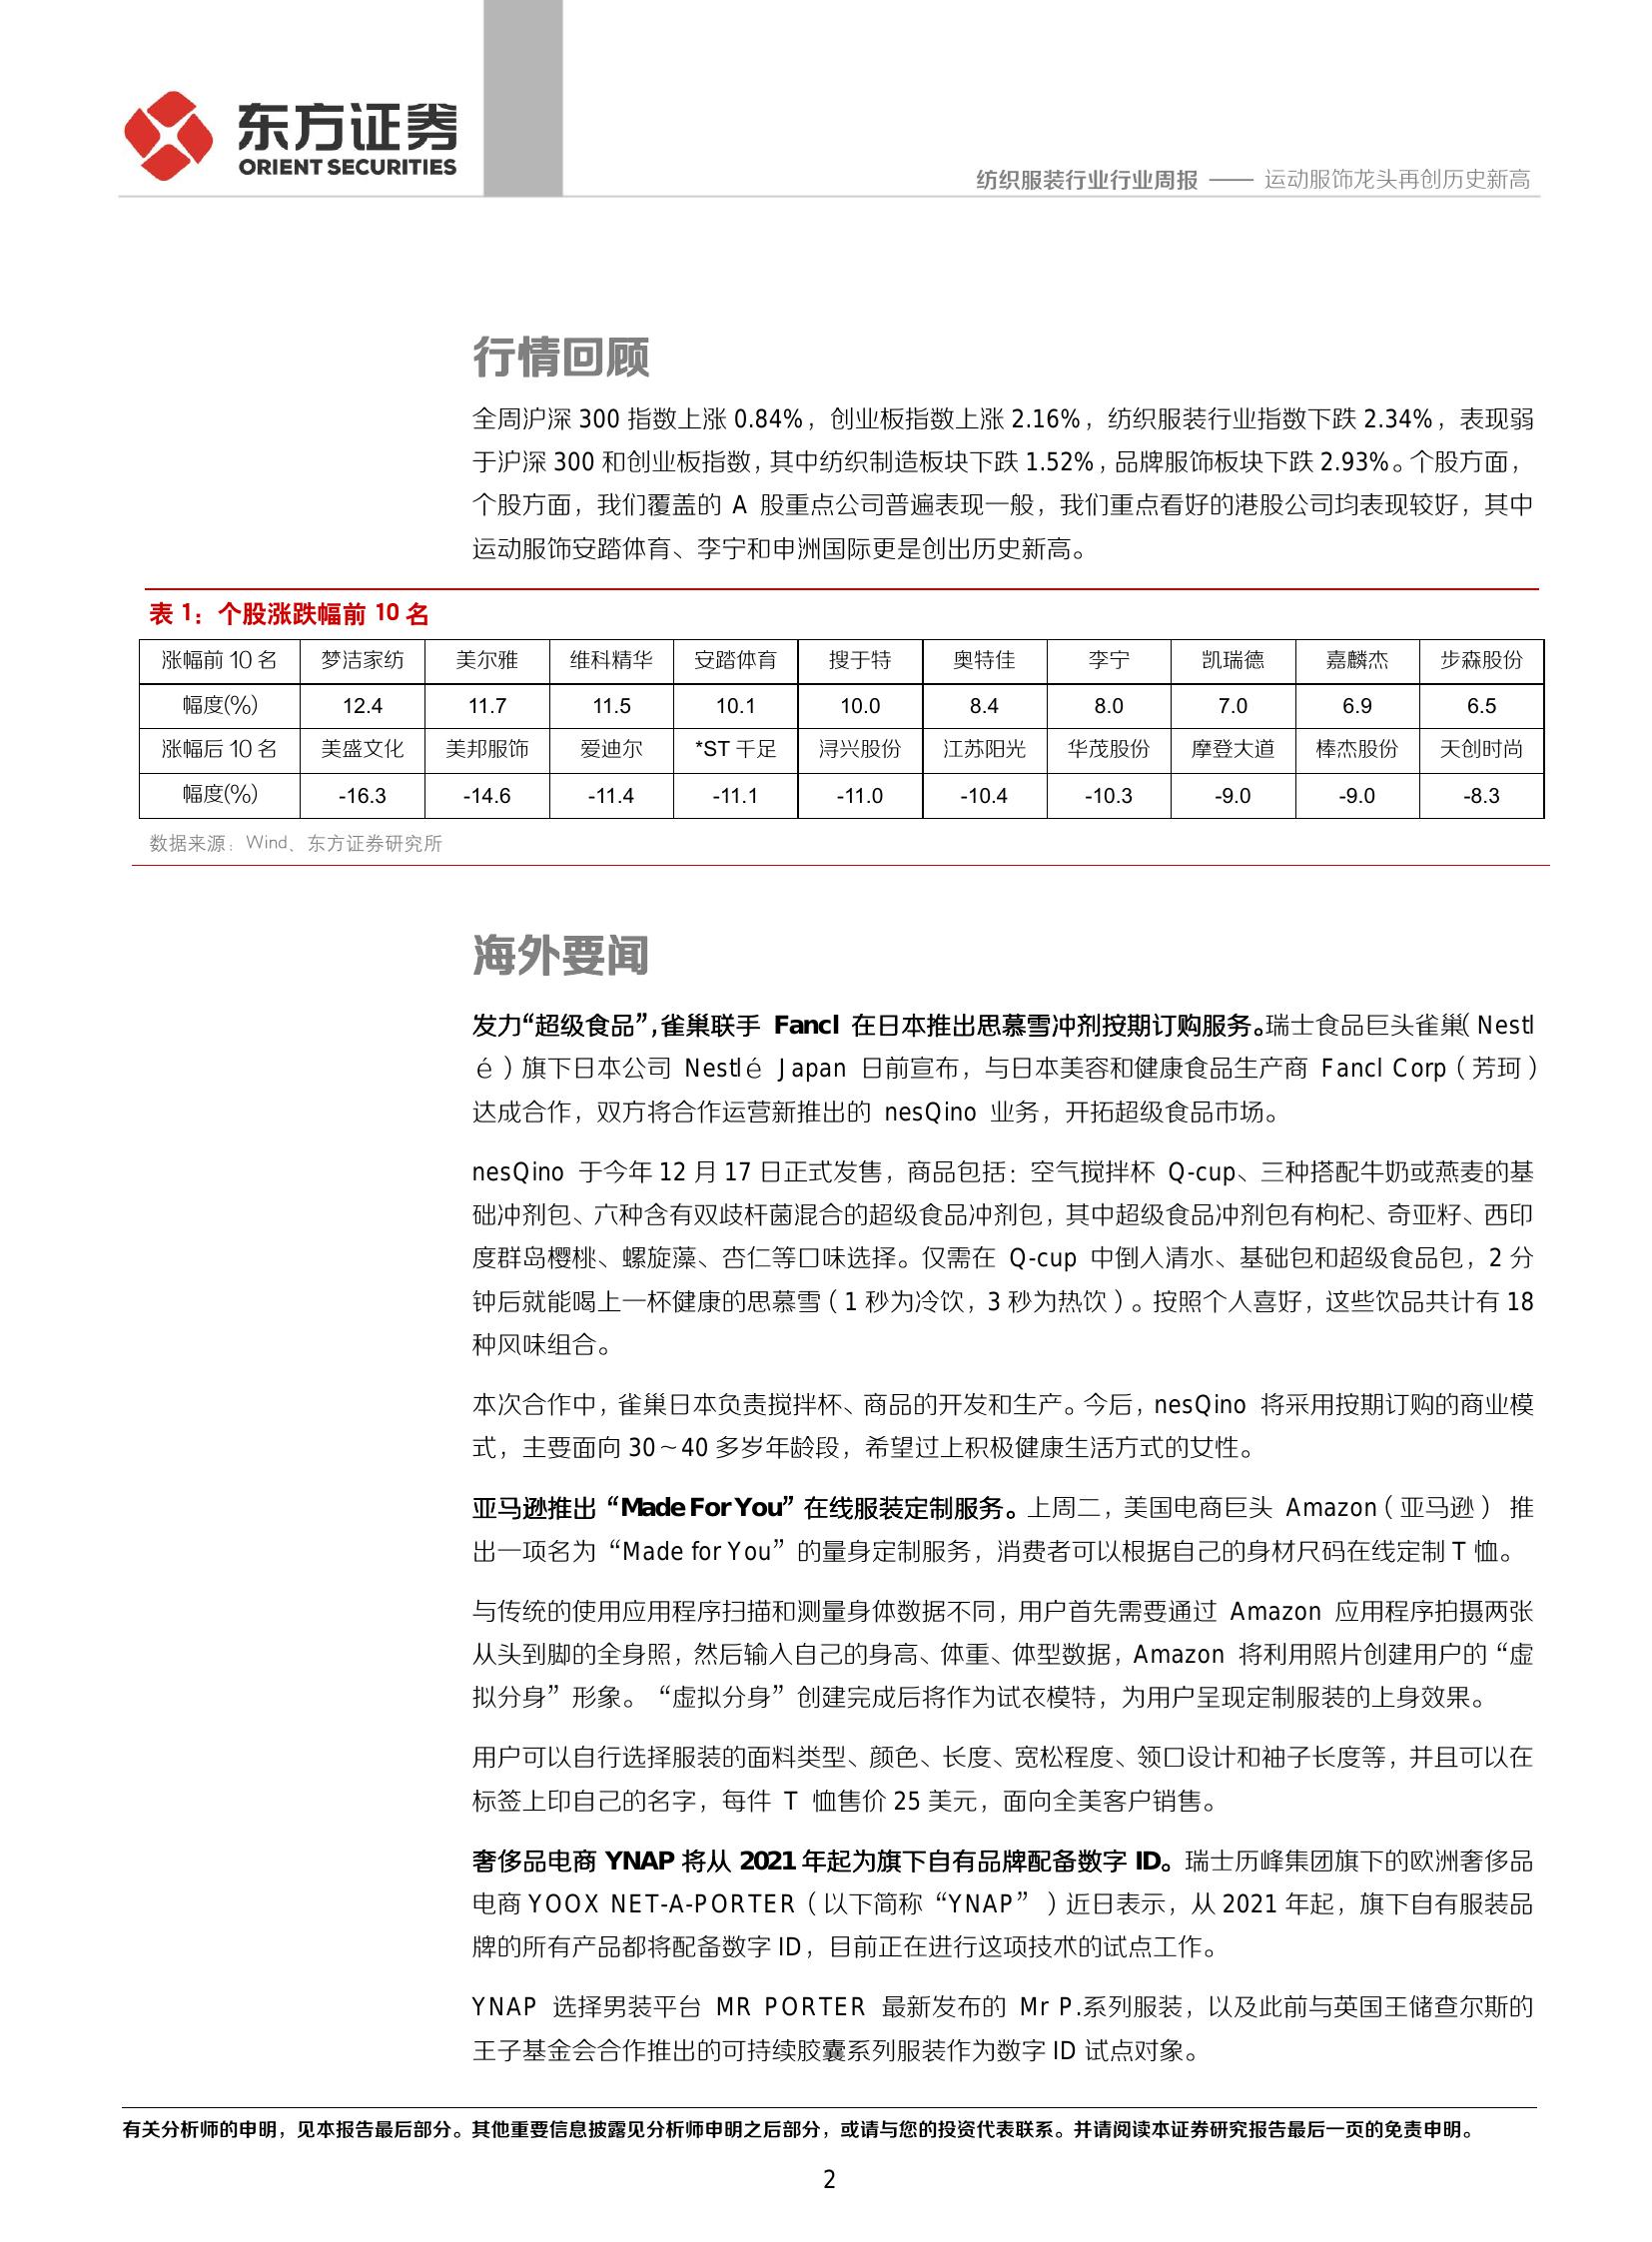 东方证券
ORIENT SECURITIES
纺织服装行业行业周报 —— 运动服饰龙头再创历史新高
行情回顾
全周沪深 300 指数上涨 0.84%，创业板指数上涨 2.16%，纺织服装行业指数下跌 2.34%，表现弱
于沪深 300 和创业板指数，其中纺织制造板块下跌 1.52%，品牌服饰板块下跌 2.93%。个股方面，
个股方面，我们覆盖的 A 股重点公司普遍表现一般，我们重点看好的港股公司均表现较好，其中
运动服饰安踏体育、李宁和申洲国际更是创出历史新高。
表 1：个股涨跌幅前 10 名
涨幅前 10 名 梦洁家纺 美尔雅 维科精华 安踏体育 搜于特 奥特佳 李宁 凯瑞德 嘉麟杰 步森股份
幅度(%) 12.4 11.7 11.5 10.1 10.0 8.4 8.0 7.0 6.9 6.5
涨幅后 10 名 美盛文化 美邦服饰 爱迪尔 *ST 千足 浔兴股份 江苏阳光 华茂股份 摩登大道 棒杰股份 天创时尚
幅度(%) -16.3 -14.6 -11.4 -11.1 -11.0 -10.4 -10.3 -9.0 -9.0 -8.3
数据来源：Wind、东方证券研究所
海外要闻
发力“超级食品”，雀巢联手 Fancl 在日本推出思慕雪冲剂按期订购服务。瑞士食品巨头雀巢（Nestl
é）旗下日本公司 Nestlé Japan 日前宣布，与日本美容和健康食品生产商 Fancl Corp（芳珂）
达成合作，双方将合作运营新推出的 nesQino 业务，开拓超级食品市场。
nesQino 于今年 12 月 17 日正式发售，商品包括：空气搅拌杯 Q-cup、三种搭配牛奶或燕麦的基
础冲剂包、六种含有双歧杆菌混合的超级食品冲剂包，其中超级食品冲剂包有枸杞、奇亚籽、西印
度群岛樱桃、螺旋藻、杏仁等口味选择。仅需在 Q-cup 中倒入清水、基础包和超级食品包，2 分
钟后就能喝上一杯健康的思慕雪（1 秒为冷饮，3 秒为热饮）。按照个人喜好，这些饮品共计有 18
种风味组合。
本次合作中，雀巢日本负责搅拌杯、商品的开发和生产。今后，nesQino 将采用按期订购的商业模
式，主要面向 30～40 多岁年龄段，希望过上积极健康生活方式的女性。
亚马逊推出“Made For You”在线服装定制服务。上周二，美国电商巨头 Amazon（亚马逊） 推
出一项名为“Made for You”的量身定制服务，消费者可以根据自己的身材尺码在线定制 T 恤。
与传统的使用应用程序扫描和测量身体数据不同，用户首先需要通过 Amazon 应用程序拍摄两张
从头到脚的全身照，然后输入自己的身高、体重、体型数据，Amazon 将利用照片创建用户的“虚
拟分身”形象。“虚拟分身”创建完成后将作为试衣模特，为用户呈现定制服装的上身效果。
用户可以自行选择服装的面料类型、颜色、长度、宽松程度、领口设计和袖子长度等，并且可以在
标签上印自己的名字，每件 T 恤售价 25 美元，面向全美客户销售。
奢侈品电商 YNAP 将从 2021 年起为旗下自有品牌配备数字 ID。瑞士历峰集团旗下的欧洲奢侈品
电商 YOOX NET-A-PORTER（以下简称“YNAP”）近日表示，从 2021 年起，旗下自有服装品
牌的所有产品都将配备数字 ID，目前正在进行这项技术的试点工作。
YNAP 选择男装平台 MR PORTER 最新发布的 Mr P.系列服装，以及此前与英国王储查尔斯的
王子基金会合作推出的可持续胶囊系列服装作为数字 ID 试点对象。
有关分析师的申明，见本报告最后部分。其他重要信息披露见分析师申明之后部分，或请与您的投资代表联系。并请阅读本证券研究报告最后一页的免责申明。
2